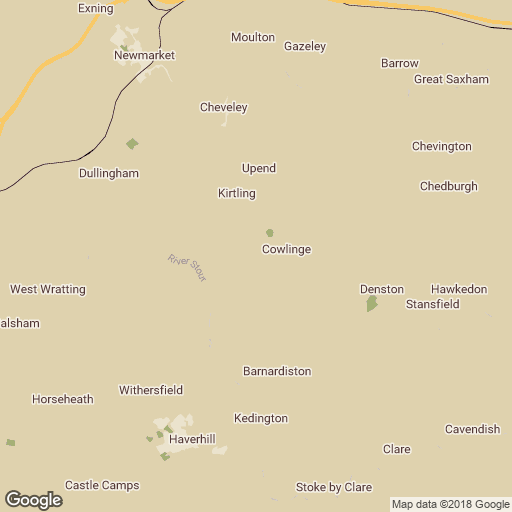 Exning
Moulton
Gazeley
Newmarket
Barrow
Great Saxham
Cheveley
Chevington
Upend
Dullingham
Kirtling
Chedburgh
Cowlinge
River Stour
West Wratting
Denston
Hawkedon
Stansfield
alsham
Barnardiston
Withersfield
Horseheath
Kedington
Cavendish
Haverhill
Clare
Castle Camps
Stoke by Clare
Google
Map data ©2018 Google